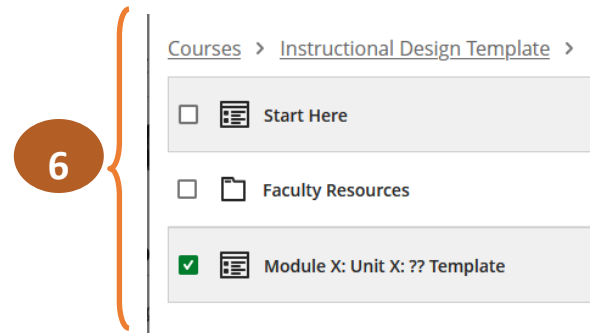 Courses > Instructional Design Template >
Start Here
6
Faculty Resources
Module X: Unit X: ?? Template